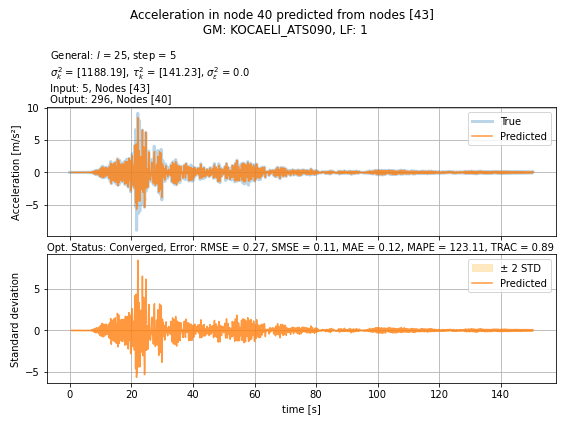 Acceleration in node 40 predicted from nodes [43]
GM: KOCAELI_ATS090, LF: 1
General: l = 25, step = 5
σ²ₖ = [1188.19], τ²ₖ = [141.23], σ²ε = 0.0
Input: 5, Nodes [43]
Output: 296, Nodes [40]
Acceleration [m/s²]
10
5
0
−5
True
Predicted
Opt. Status: Converged, Error: RMSE = 0.27, SMSE = 0.11, MAE = 0.12, MAPE = 123.11, TRAC = 0.89
Standard deviation
5
0
−5
± 2 STD
Predicted
0 20 40 60 80 100 120 140
time [s]